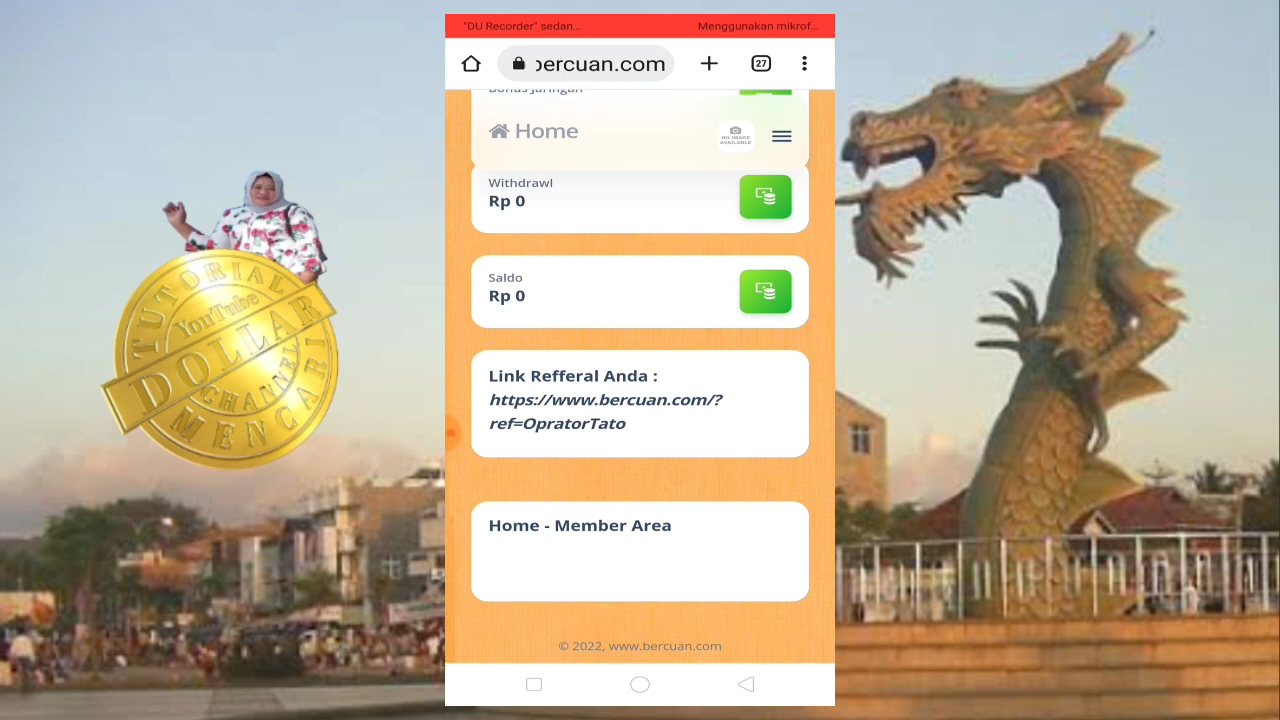 "DU Recorder" sedan...
Menggunakan mikrof...
bercuan.com
27
Bonus Jaringan
Home
NO IMAGE
AVAILABLE
Withdrawl
Rp 0
Saldo
Rp 0
Link Refferal Anda :
https://www.bercuan.com/?
ref=OpratorTato
Home - Member Area
© 2022, www.bercuan.com
TUTORIAL
YouTube
DOLLAR
CHANNEL
MENCARI